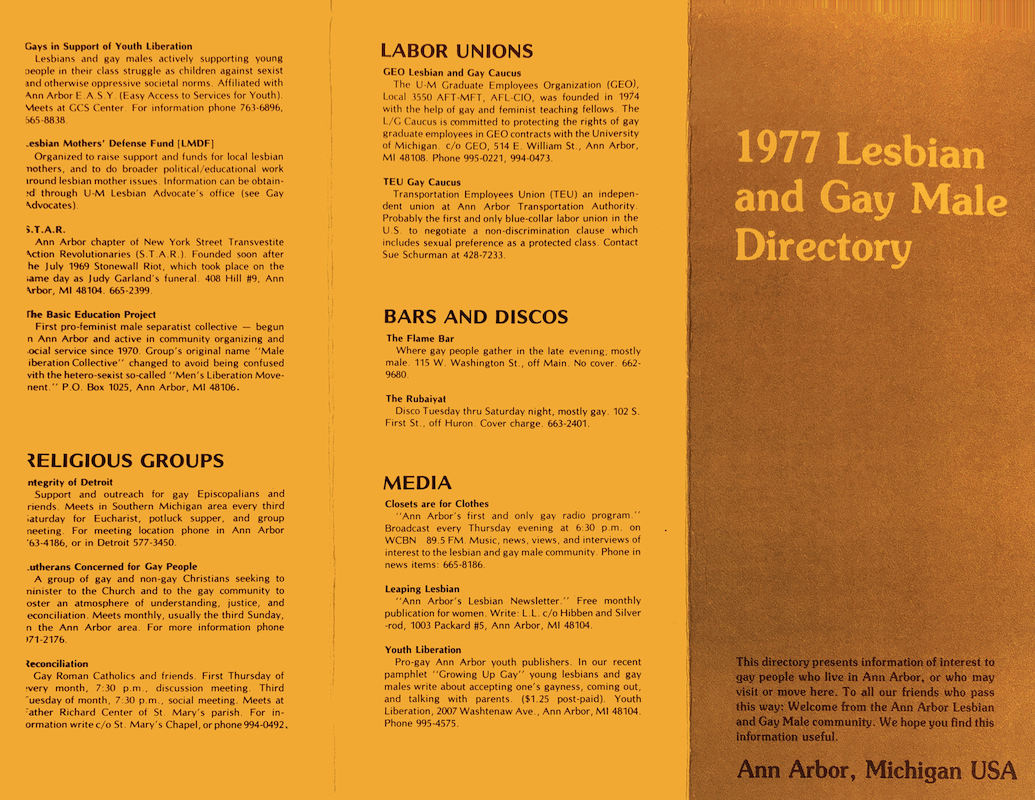 Gays in Support of Youth Liberation
Lesbians and gay males actively supporting young
people in their class struggle as children against sexist
and otherwise oppressive societal norms. Affiliated with
Ann Arbor E.A.S.Y. (Easy Access to Services for Youth).
Meets at GCS Center. For information phone 763-6896,
665-8838.
Lesbian Mothers' Defense Fund [LMDF]
Organized to raise support and funds for local lesbian
mothers, and to do broader political/educational work
around lesbian mother issues. Information can be obtain-
ed through U-M Lesbian Advocate's office (see Gay
Advocates).
S.T.A.R.
Ann Arbor chapter of New York Street Transvestite
Action Revolutionaries (S.T.A.R.). Founded soon after
the July 1969 Stonewall Riot, which took place on the
same day as Judy Garland's funeral. 408 Hill #9, Ann
Arbor, MI 48104. 665-2399.
The Basic Education Project
First pro-feminist male separatist collective — begun
in Ann Arbor and active in community organizing and
social service since 1970. Group's original name "Male
Liberation Collective" changed to avoid being confused
with the hetero-sexist so-called "Men's Liberation Move-
ment." P.O. Box 1025, Ann Arbor, MI 48106.
RELIGIOUS GROUPS
Integrity of Detroit
Support and outreach for gay Episcopalians and
friends. Meets in Southern Michigan area every third
Saturday for Eucharist, potluck supper, and group
meeting. For meeting location phone in Ann Arbor
763-4186, or in Detroit 577-3450.
Lutherans Concerned for Gay People
A group of gay and non-gay Christians seeking to
minister to the Church and to the gay community to
foster an atmosphere of understanding, justice, and
reconciliation. Meets monthly, usually the third Sunday,
in the Ann Arbor area. For more information phone
971-2176.
Reconciliation
Gay Roman Catholics and friends. First Thursday of
every month, 7:30 p.m., discussion meeting. Third
Tuesday of month, 7:30 p.m., social meeting. Meets at
Father Richard Center of St. Mary's parish. For in-
formation write c/o St. Mary's Chapel, or phone 994-0492.
LABOR UNIONS
GEO Lesbian and Gay Caucus
The U-M Graduate Employees Organization (GEO),
Local 3550 AFT-MFT, AFL-CIO, was founded in 1974
with the help of gay and feminist teaching fellows. The
L/G Caucus is committed to protecting the rights of gay
graduate employees in GEO contracts with the University
of Michigan. c/o GEO, 514 E. William St., Ann Arbor,
MI 48108. Phone 995-0221, 994-0473.
TEU Gay Caucus
Transportation Employees Union (TEU) an indepen-
dent union at Ann Arbor Transportation Authority.
Probably the first and only blue-collar labor union in the
U.S. to negotiate a non-discrimination clause which
includes sexual preference as a protected class. Contact
Sue Schurman at 428-7233.
BARS AND DISCOS
The Flame Bar
Where gay people gather in the late evening; mostly
male. 115 W. Washington St., off Main. No cover. 662-
9680.
The Rubaiyat
Disco Tuesday thru Saturday night, mostly gay. 102 S.
First St., off Huron. Cover charge. 663-2401.
MEDIA
Closets are for Clothes
"Ann Arbor's first and only gay radio program."
Broadcast every Thursday evening at 6:30 p.m. on
WCBN 89.5 FM. Music, news, views, and interviews of
interest to the lesbian and gay male community. Phone in
news items: 665-8186.
Leaping Lesbian
"Ann Arbor's Lesbian Newsletter." Free monthly
publication for women. Write: L.L. c/o Hibben and Silver
-rod, 1003 Packard #5, Ann Arbor, MI 48104.
Youth Liberation
Pro-gay Ann Arbor youth publishers. In our recent
pamphlet "Growing Up Gay" young lesbians and gay
males write about accepting one's gayness, coming out,
and talking with parents. ($1.25 post-paid). Youth
Liberation, 2007 Washtenaw Ave., Ann Arbor, MI 48104.
Phone 995-4575.
1977 Lesbian
and Gay Male
Directory
This directory presents information of interest to
gay people who live in Ann Arbor, or who may
visit or move here. To all our friends who pass
this way: Welcome from the Ann Arbor Lesbian
and Gay Male community. We hope you find this
information useful.
Ann Arbor, Michigan USA